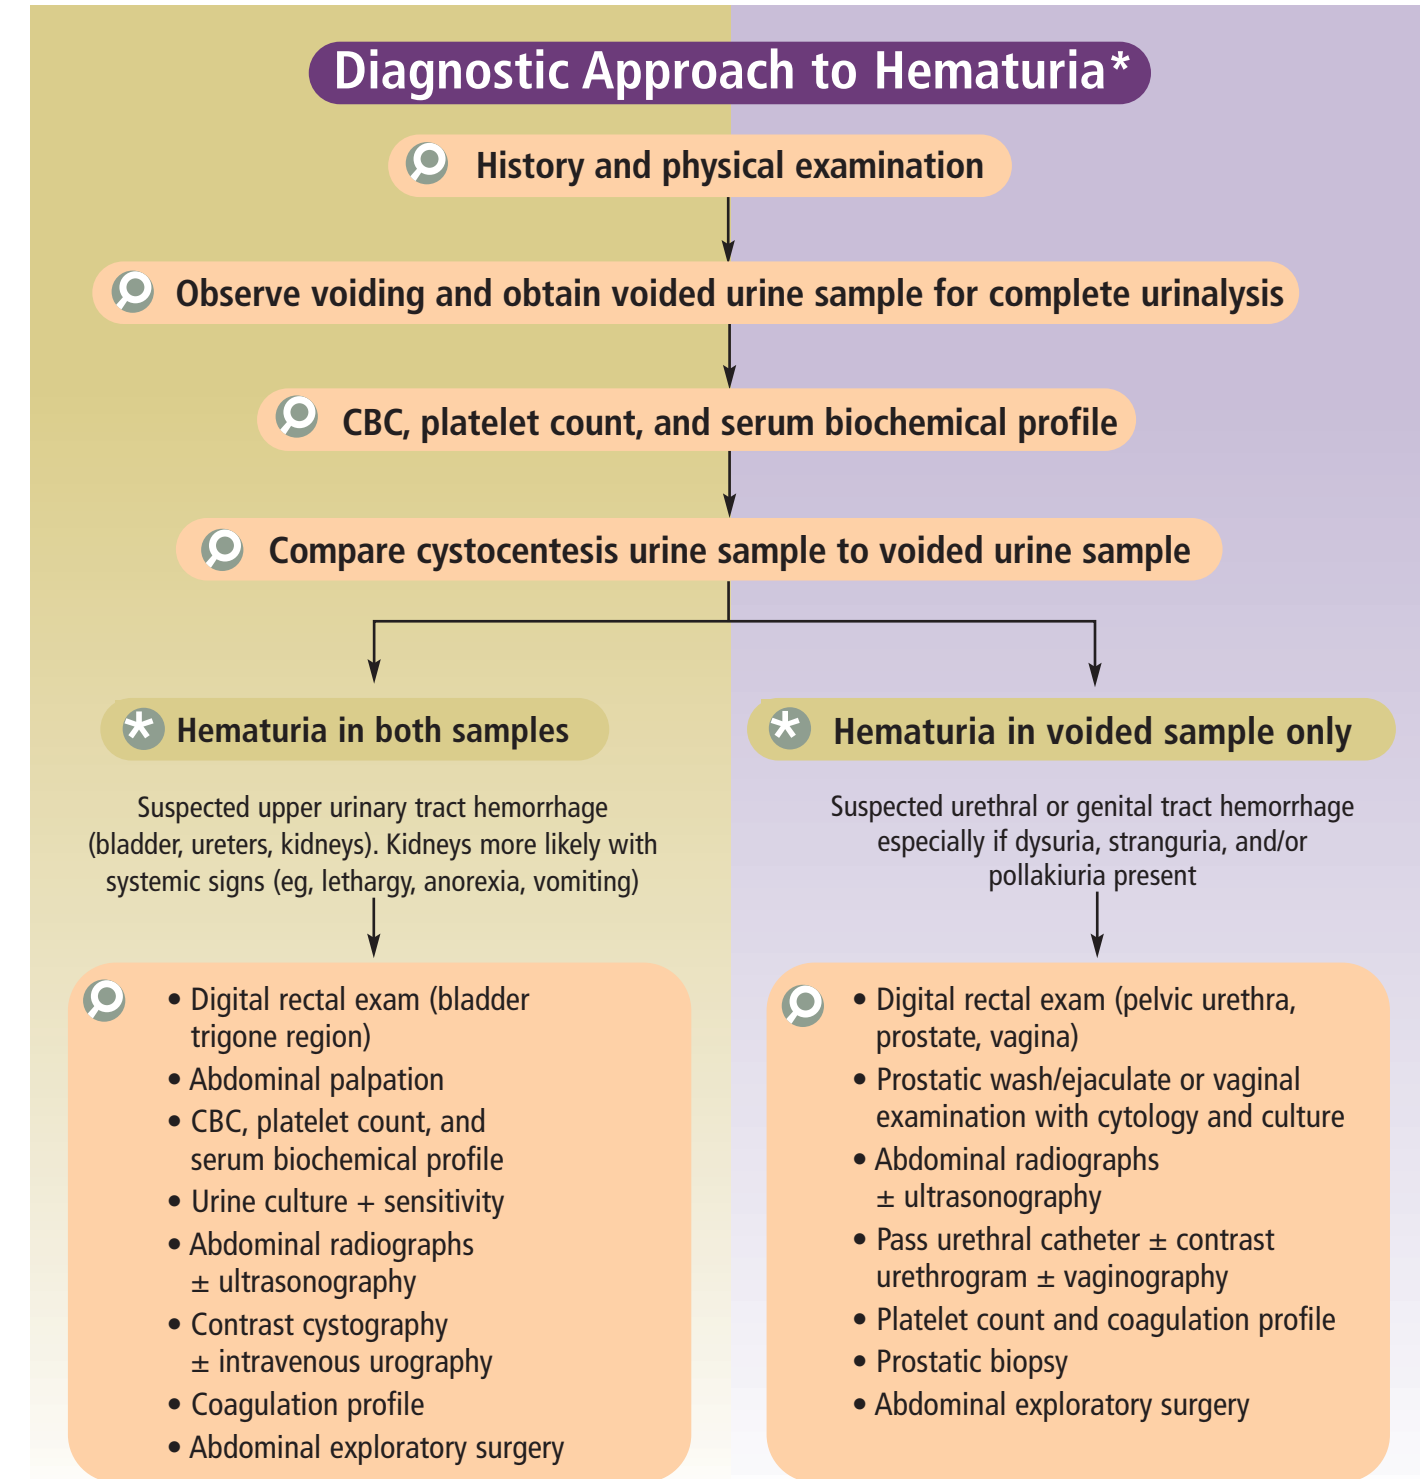 Diagnostic Approach to Hematuria*
History and physical examination
Observe voiding and obtain voided urine sample for complete urinalysis
CBC, platelet count, and serum biochemical profile
Compare cystocentesis urine sample to voided urine sample
* Hematuria in both samples
Suspected upper urinary tract hemorrhage
(bladder, ureters, kidneys). Kidneys more likely with
systemic signs (eg, lethargy, anorexia, vomiting)
• Digital rectal exam (bladder
trigone region)
• Abdominal palpation
• CBC, platelet count, and
serum biochemical profile
• Urine culture + sensitivity
• Abdominal radiographs
± ultrasonography
• Contrast cystography
± intravenous urography
• Coagulation profile
• Abdominal exploratory surgery
* Hematuria in voided sample only
Suspected urethral or genital tract hemorrhage
especially if dysuria, stranguria, and/or
pollakiuria present
• Digital rectal exam (pelvic urethra,
prostate, vagina)
• Prostatic wash/ejaculate or vaginal
examination with cytology and culture
• Abdominal radiographs
± ultrasonography
• Pass urethral catheter ± contrast
urethrogram ± vaginography
• Platelet count and coagulation profile
• Prostatic biopsy
• Abdominal exploratory surgery